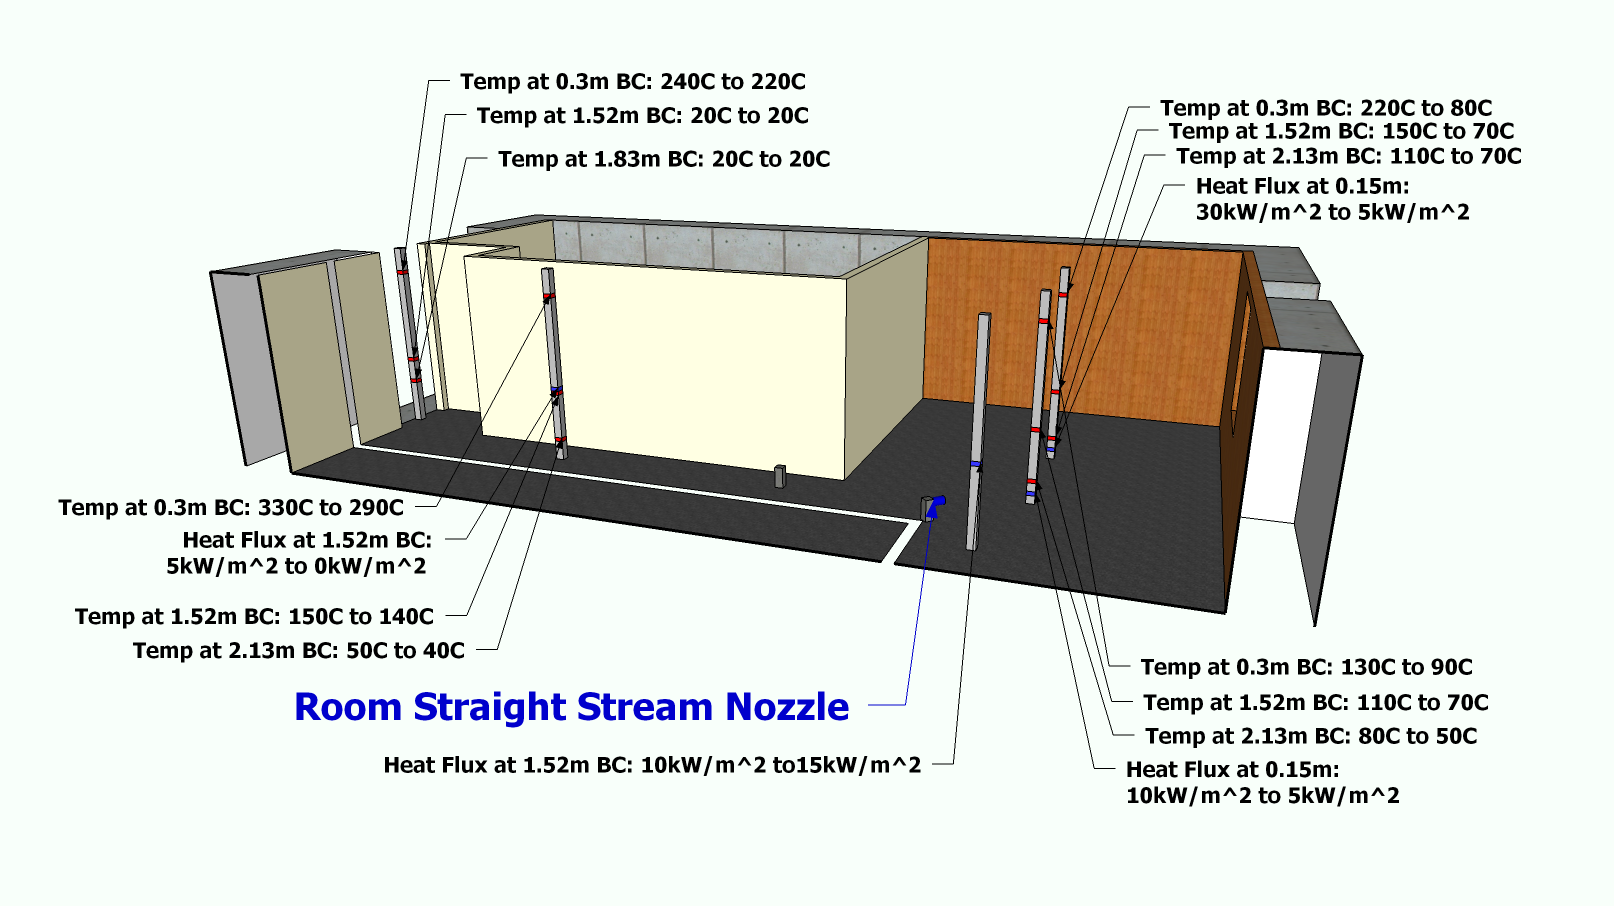 Temp at 0.3m BC: 240C to 220C
Temp at 1.52m BC: 20C to 20C
Temp at 1.83m BC: 20C to 20C
Temp at 0.3m BC: 220C to 80C
Temp at 1.52m BC: 150C to 70C
Temp at 2.13m BC: 110C to 70C
Heat Flux at 0.15m:
30kW/m^2 to 5kW/m^2
Temp at 0.3m BC: 330C to 290C
Heat Flux at 1.52m BC:
5kW/m^2 to 0kW/m^2
Temp at 1.52m BC: 150C to 140C
Temp at 2.13m BC: 50C to 40C
Room Straight Stream Nozzle
Heat Flux at 1.52m BC: 10kW/m^2 to15kW/m^2
Temp at 0.3m BC: 130C to 90C
Temp at 1.52m BC: 110C to 70C
Temp at 2.13m BC: 80C to 50C
Heat Flux at 0.15m:
10kW/m^2 to 5kW/m^2